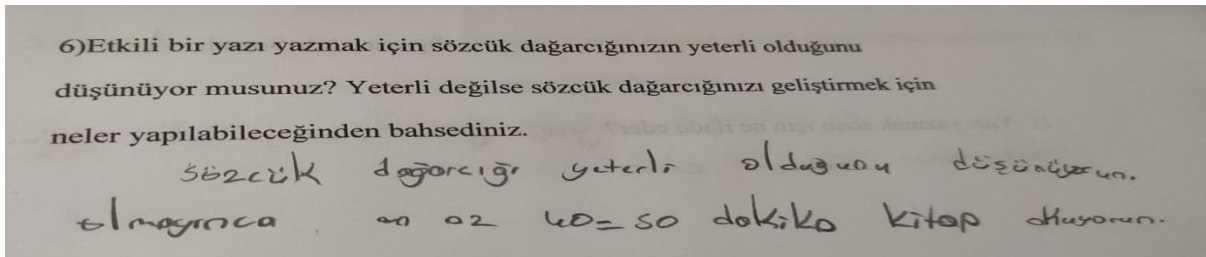 6)Etkili bir yazı yazmak için sözcük dağarcığınızın yeterli olduğunu
düşünüyor musunuz? Yeterli değilse sözcük dağarcığınızı geliştirmek için
neler yapılabileceğinden bahsediniz.
Sözcük dağarcığı yeterli olduğunu düşünüyorum.
olmayınca en az 40=50 dakika kitap okuyorum.